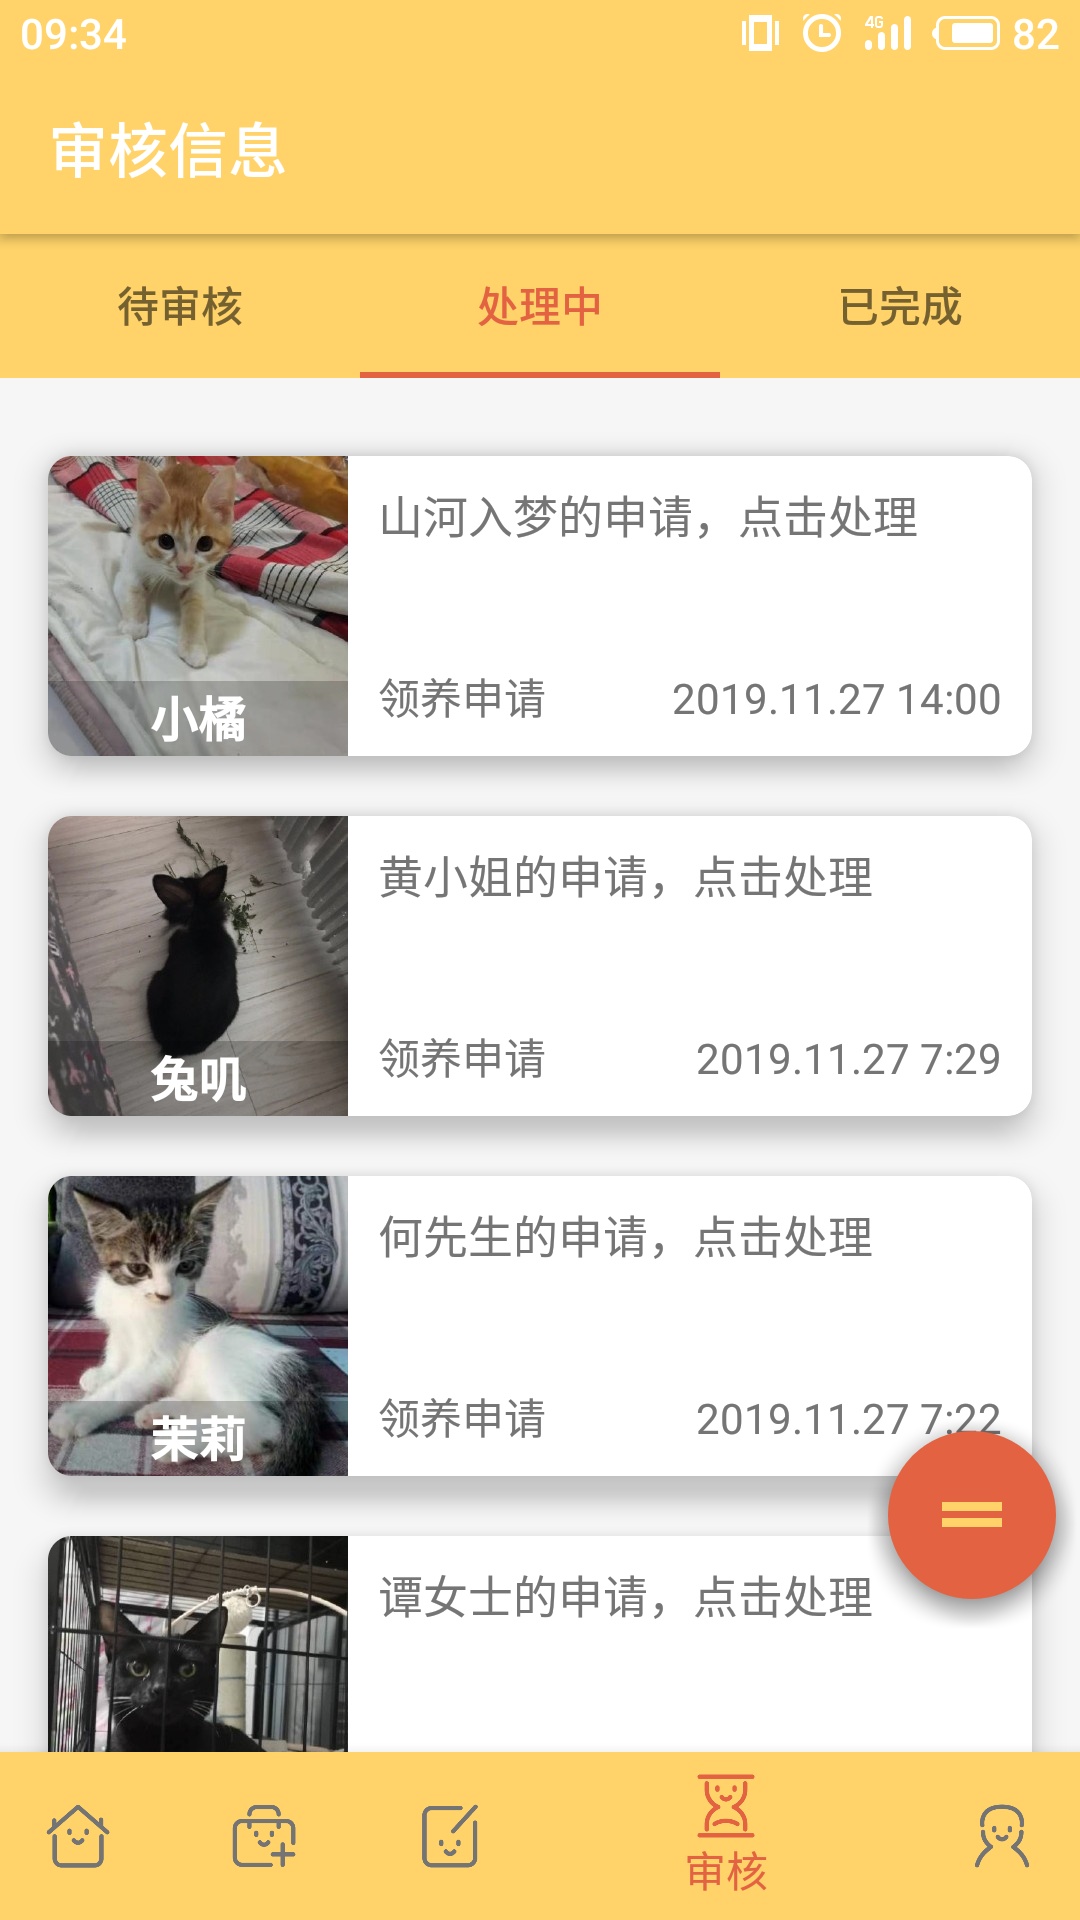 09:34
4G
82
审核信息
待审核
处理中
已完成
山河入梦的申请，点击处理
小橘
领养申请
2019.11.27 14:00
黄小姐的申请，点击处理
兔叽
领养申请
2019.11.27 7:29
何先生的申请，点击处理
茉莉
领养申请
2019.11.27 7:22
谭女士的申请，点击处理
审核